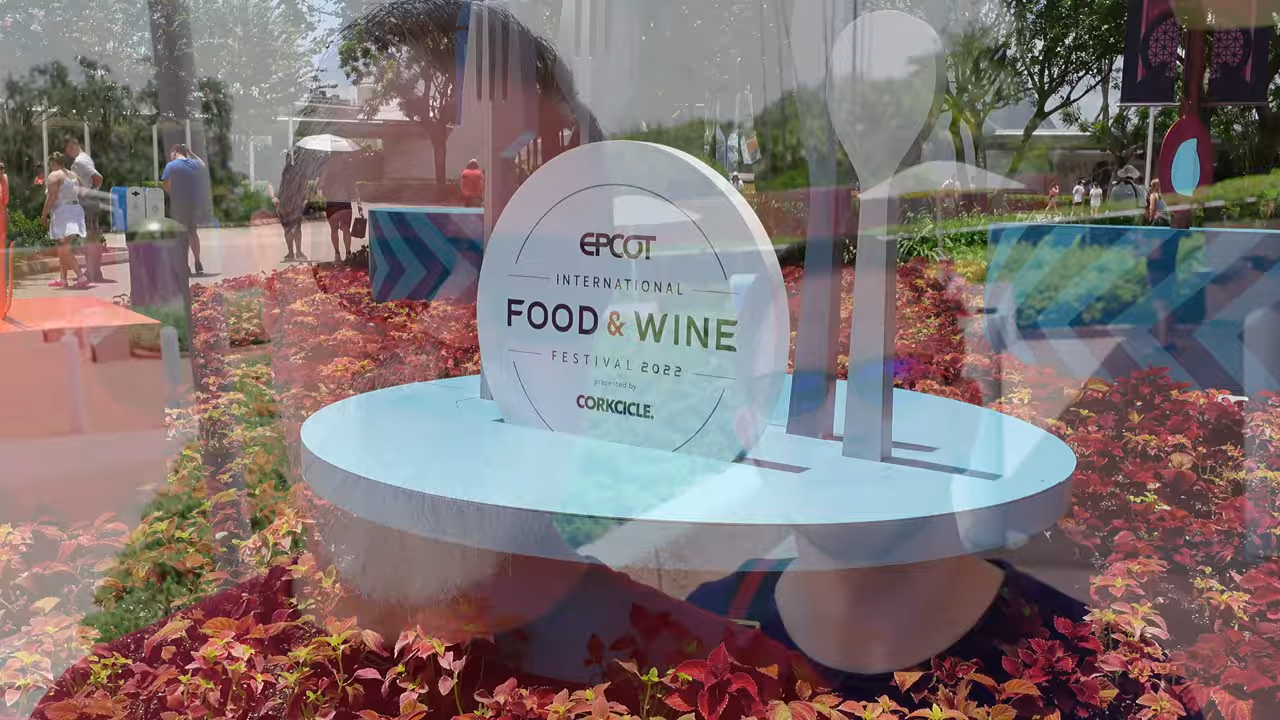 EPCOT
INTERNATIONAL
FOOD & WINE
FESTIVAL 2022
presented by
CORKCICLE.